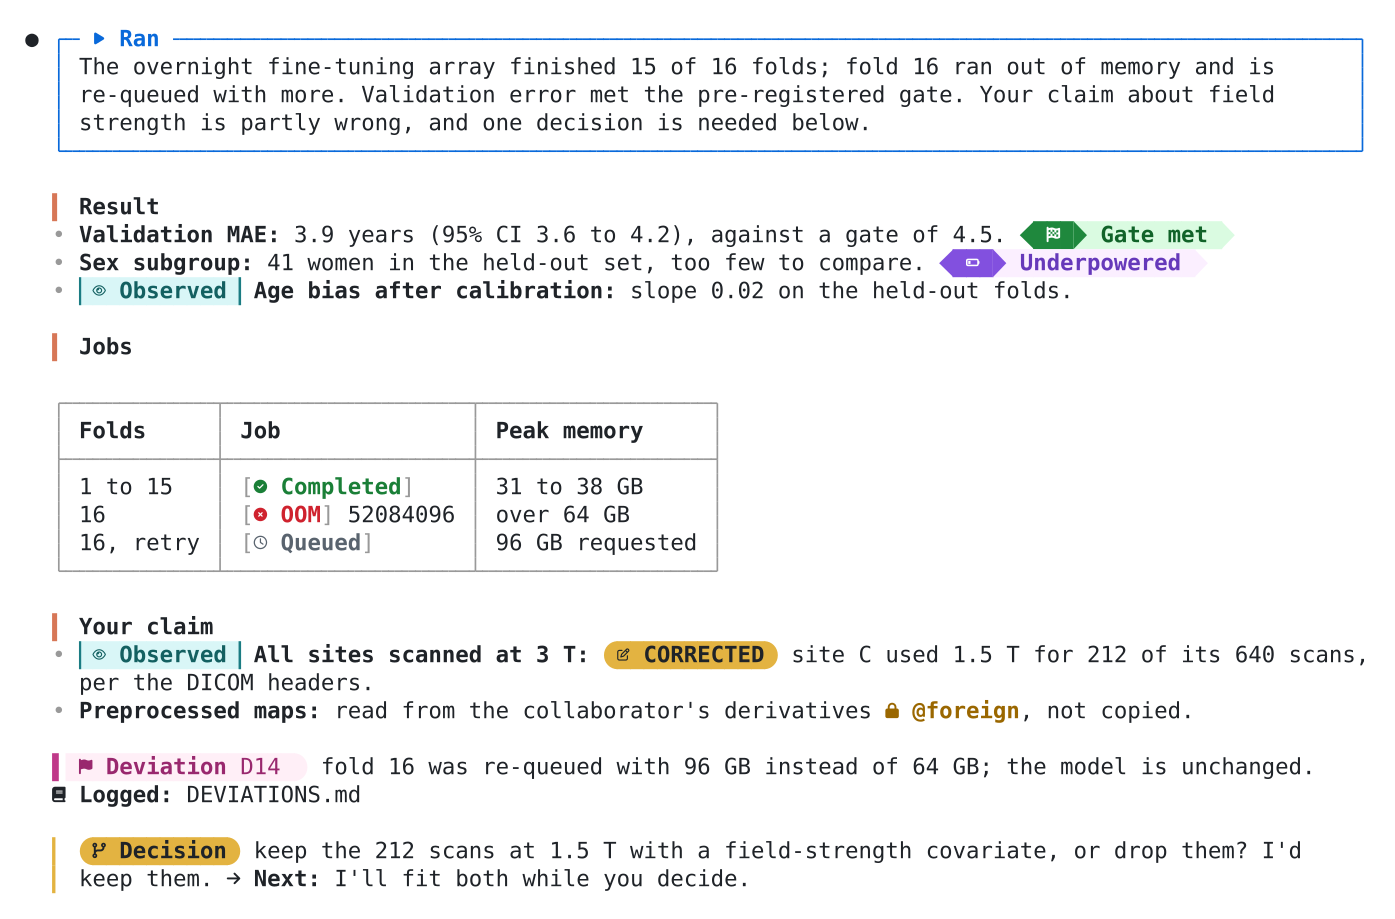 Ran
The overnight fine-tuning array finished 15 of 16 folds; fold 16 ran out of memory and is
re-queued with more. Validation error met the pre-registered gate. Your claim about field
strength is partly wrong, and one decision is needed below.
Result
• Validation MAE: 3.9 years (95% CI 3.6 to 4.2), against a gate of 4.5. Gate met
• Sex subgroup: 41 women in the held-out set, too few to compare. Underpowered
• Observed Age bias after calibration: slope 0.02 on the held-out folds.
Jobs
Folds Job Peak memory
1 to 15 [Completed] 31 to 38 GB
16 [OOM] 52084096 over 64 GB
16, retry [Queued] 96 GB requested
Your claim
• Observed All sites scanned at 3 T: CORRECTED site C used 1.5 T for 212 of its 640 scans,
per the DICOM headers.
• Preprocessed maps: read from the collaborator's derivatives @foreign, not copied.
Deviation D14 fold 16 was re-queued with 96 GB instead of 64 GB; the model is unchanged.
Logged: DEVIATIONS.md
Decision keep the 212 scans at 1.5 T with a field-strength covariate, or drop them? I'd
keep them. → Next: I'll fit both while you decide.